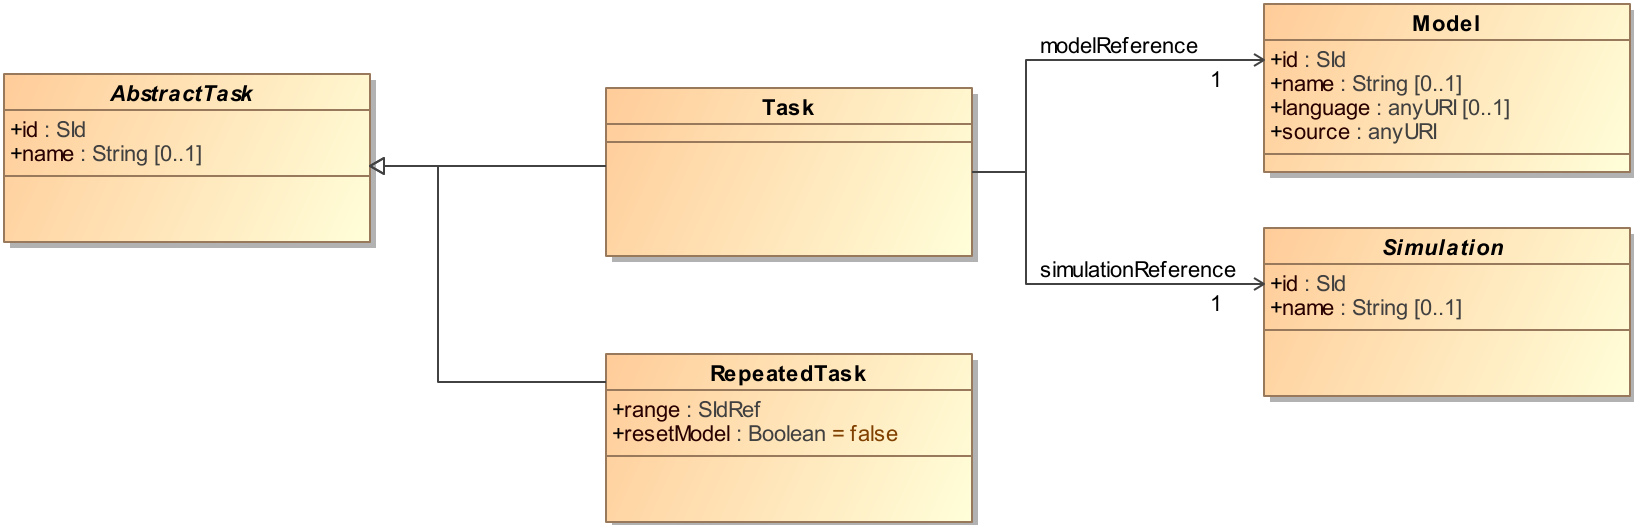 AbstractTask
+id : SId
+name : String [0..1]
Task
modelReference
1
Model
+id : SId
+name : String [0..1]
+language : anyURI [0..1]
+source : anyURI
simulationReference
1
Simulation
+id : SId
+name : String [0..1]
RepeatedTask
+range : SIdRef
+resetModel : Boolean = false